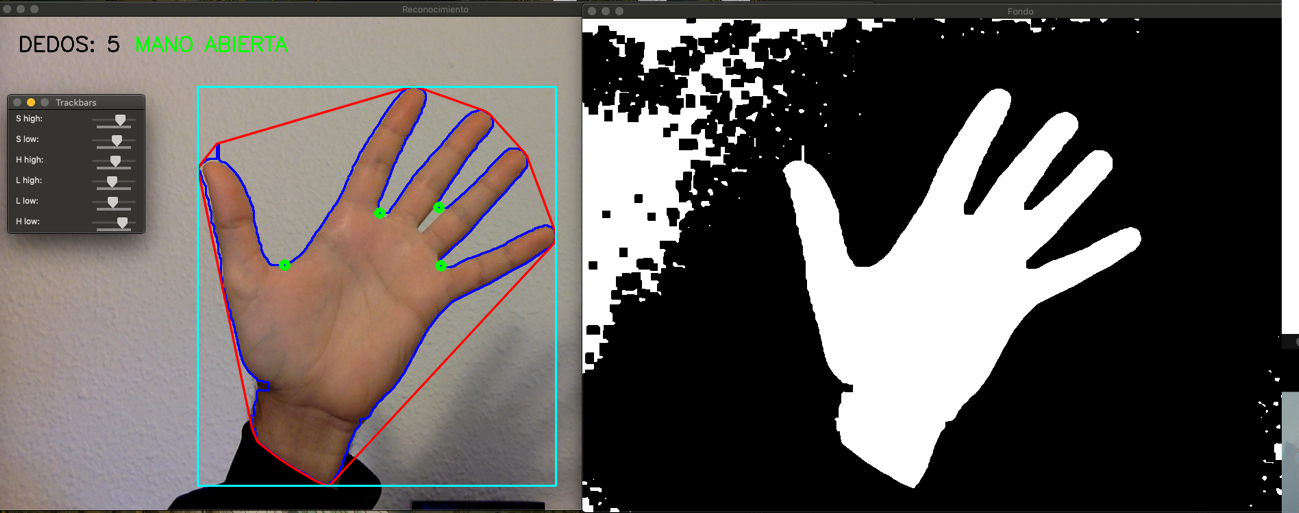 Reconocimiento
DEDOS: 5 MANO ABIERTA
Trackbars
S high:
S low:
H high:
L high:
L low:
H low:
Fondo